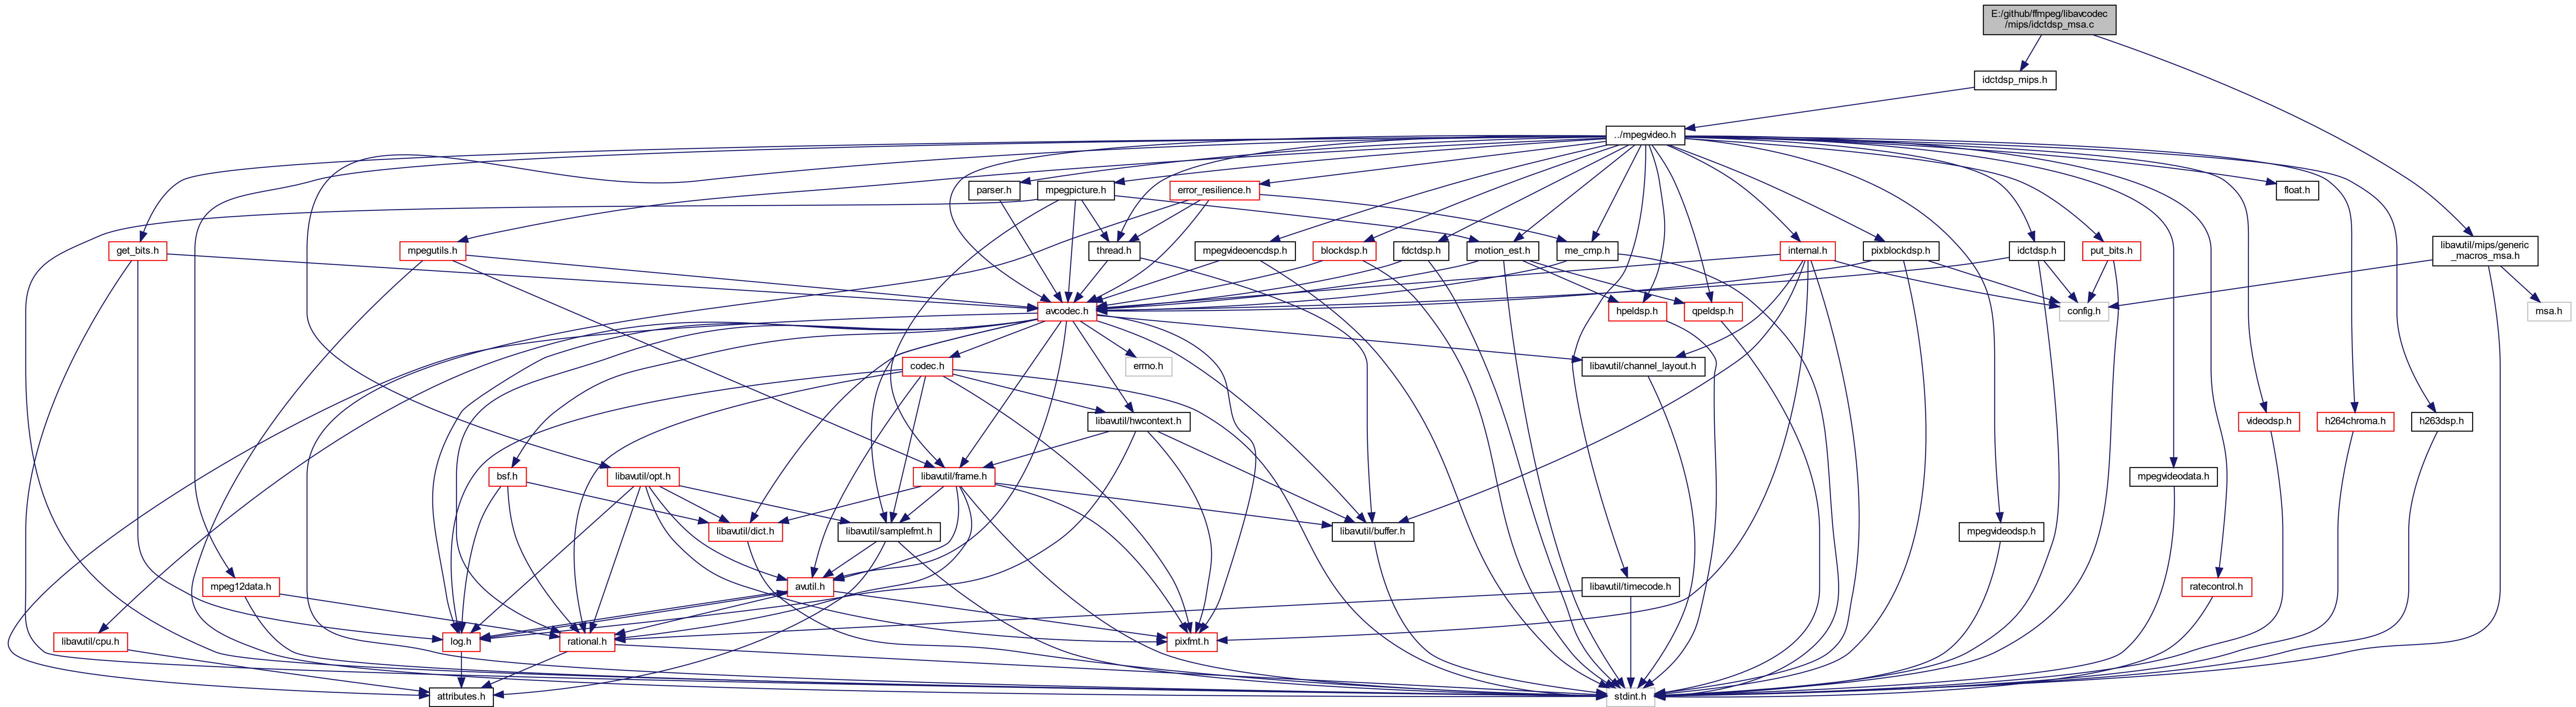 E:/github/ffmpeg/libavcodec
/mips/idctdsp_msa.c
idctdsp_mips.h
../mpegvideo.h
parser.h
mpegpicture.h
error_resilience.h
float.h
get_bits.h
mpegutils.h
thread.h
mpegvideoencdsp.h
blockdsp.h
fdctdsp.h
motion_est.h
me_cmp.h
internal.h
pixblockdsp.h
idctdsp.h
put_bits.h
libavutil/mips/generic
_macros_msa.h
avcodec.h
hpeldsp.h
qpeldsp.h
config.h
msa.h
codec.h
errno.h
libavutil/channel_layout.h
libavutil/hwcontext.h
videodsp.h
h264chroma.h
h263dsp.h
bsf.h
libavutil/opt.h
libavutil/frame.h
mpegvideodata.h
libavutil/dict.h
libavutil/samplefmt.h
libavutil/buffer.h
mpegvideodsp.h
mpeg12data.h
avutil.h
libavutil/timecode.h
ratecontrol.h
libavutil/cpu.h
log.h
rational.h
pixfmt.h
attributes.h
stdint.h